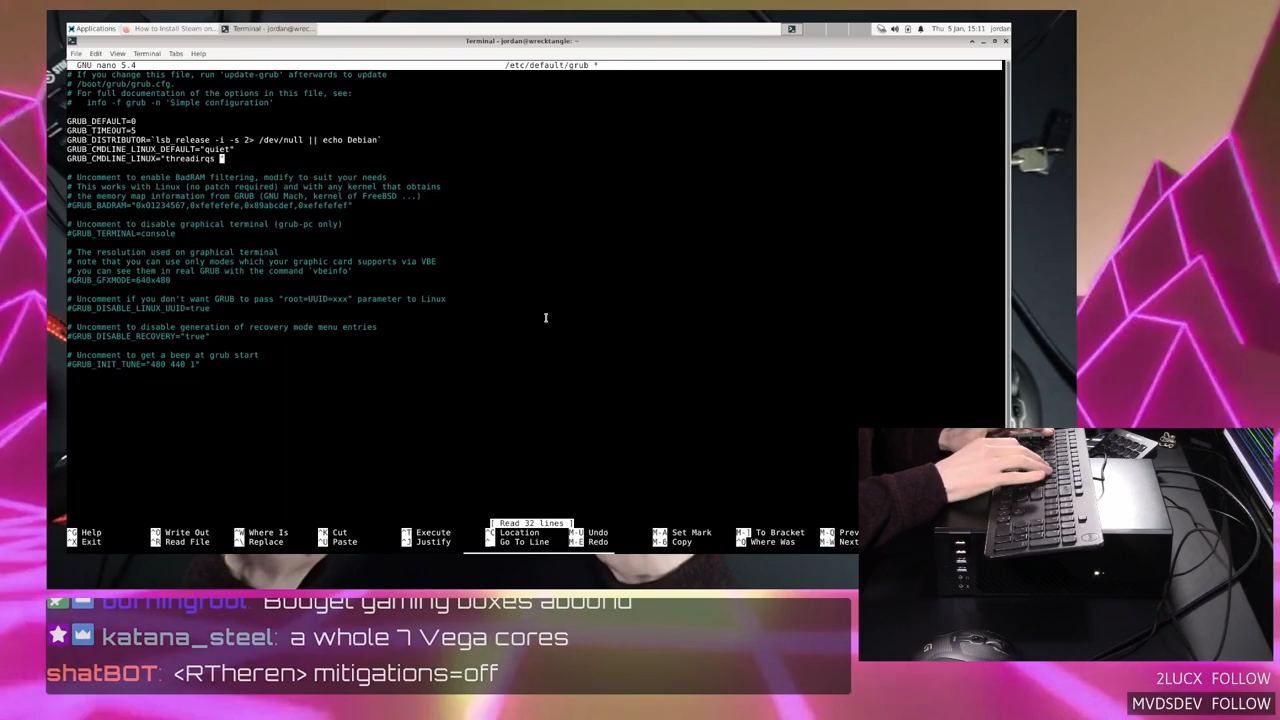 Applications How to Install Steam on... Terminal - jordan@wrec... Thu 5 Jan, 15:11 jordan
Terminal - jordan@wrecktangle: ~
File Edit View Terminal Tabs Help
GNU nano 5.4 /etc/default/grub *
# If you change this file, run 'update-grub' afterwards to update
# /boot/grub/grub.cfg.
# For full documentation of the options in this file, see:
#   info -f grub -n 'Simple configuration'
GRUB_DEFAULT=0
GRUB_TIMEOUT=5
GRUB_DISTRIBUTOR=`lsb_release -i -s 2> /dev/null || echo Debian`
GRUB_CMDLINE_LINUX_DEFAULT="quiet"
GRUB_CMDLINE_LINUX="threadirqs "
# Uncomment to enable BadRAM filtering, modify to suit your needs
# This works with Linux (no patch required) and with any kernel that obtains
# the memory map information from GRUB (GNU Mach, kernel of FreeBSD ...)
#GRUB_BADRAM="0x01234567,0xfefefefe,0x89abcdef,0xefefefef"
# Uncomment to disable graphical terminal (grub-pc only)
#GRUB_TERMINAL=console
# The resolution used on graphical terminal
# note that you can use only modes which your graphic card supports via VBE
# you can see them in real GRUB with the command `vbeinfo'
#GRUB_GFXMODE=640x480
# Uncomment if you don't want GRUB to pass "root=UUID=xxx" parameter to Linux
#GRUB_DISABLE_LINUX_UUID=true
# Uncomment to disable generation of recovery mode menu entries
#GRUB_DISABLE_RECOVERY="true"
# Uncomment to get a beep at grub start
#GRUB_INIT_TUNE="480 440 1"
[ Read 32 lines ]
^G Help ^O Write Out ^W Where Is ^K Cut ^T Execute ^C Location M-U Undo M-A Set Mark M-] To Bracket M-Q Prev
^X Exit ^R Read File ^\ Replace ^U Paste ^J Justify ^_ Go To Line M-E Redo M-6 Copy ^Q Where Was M-W Next
Budget gaming boxes abound
katana_steel: a whole 7 Vega cores
shatBOT: <RTheren> mitigations=off
2LUCX FOLLOW
MVDSDEV FOLLOW